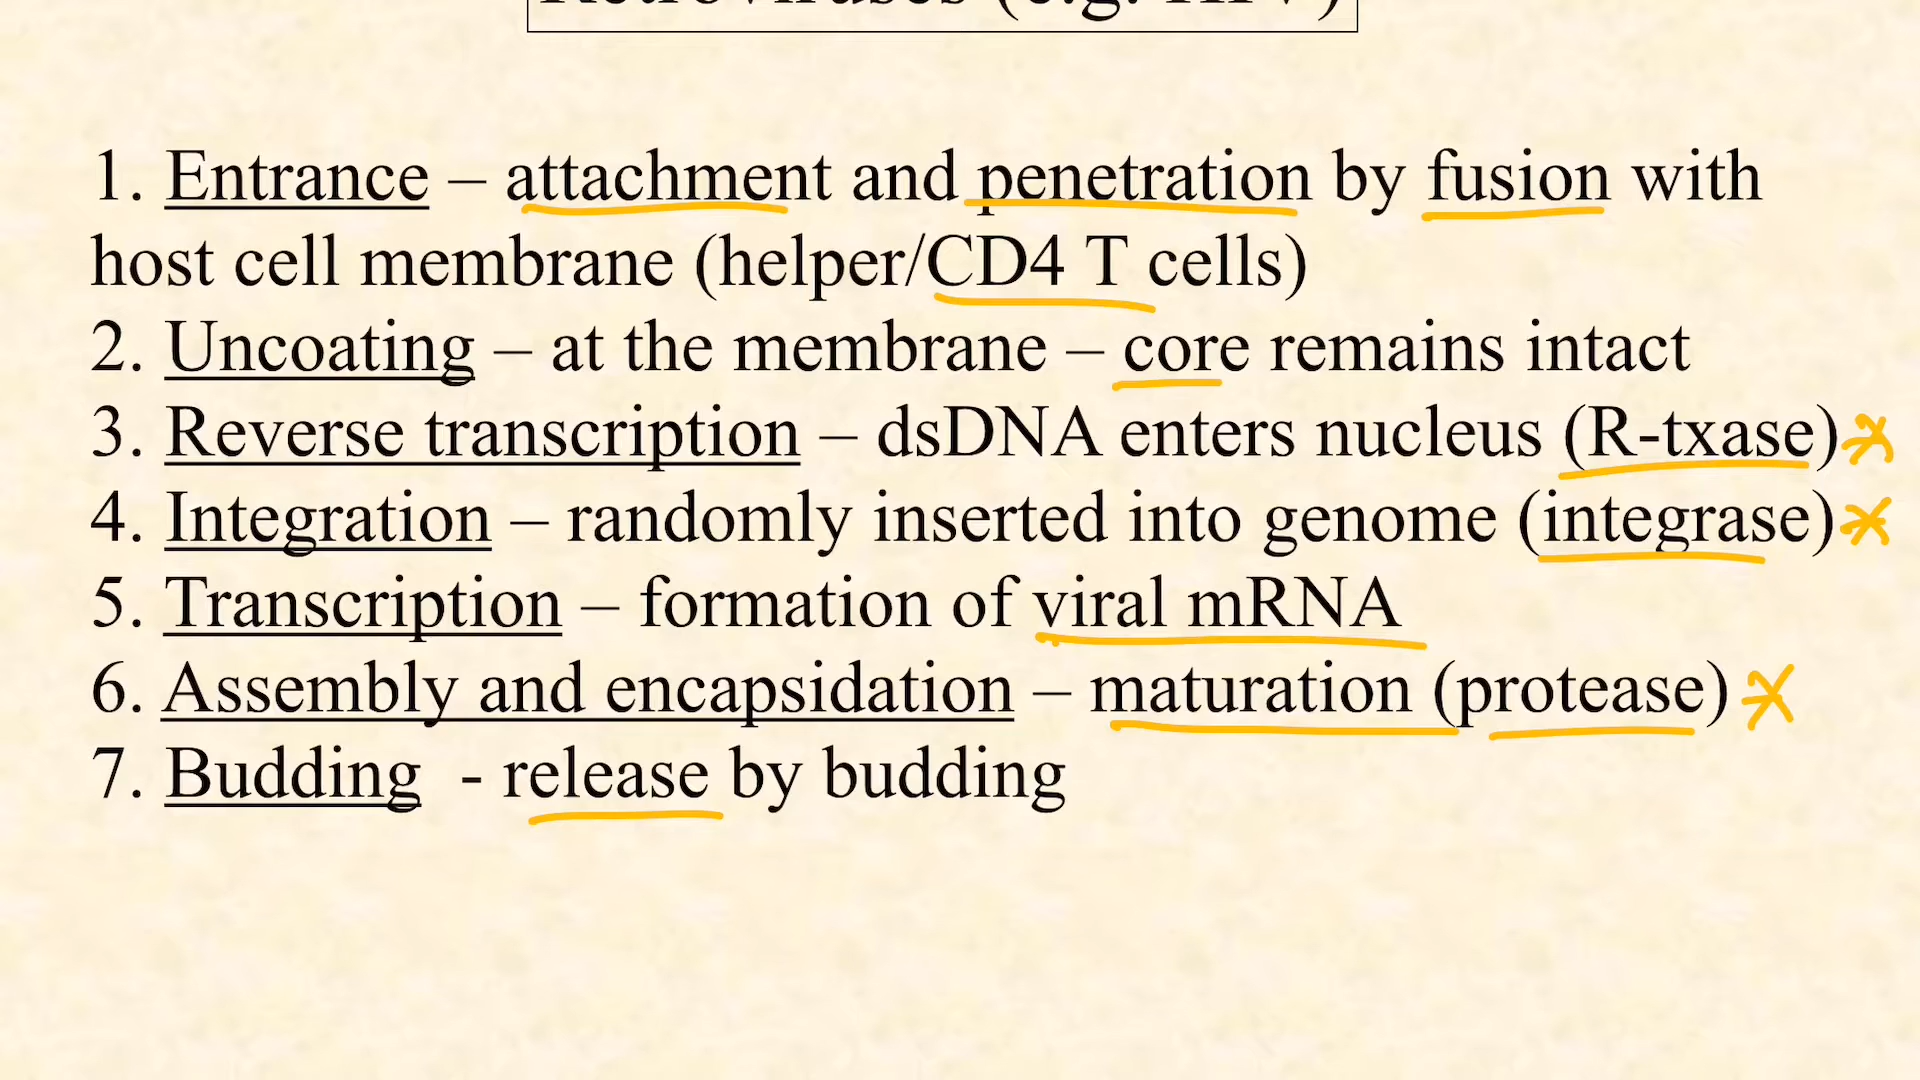 Retroviruses (e.g. HIV)
1. Entrance – attachment and penetration by fusion with
host cell membrane (helper/CD4 T cells)
2. Uncoating – at the membrane – core remains intact
3. Reverse transcription – dsDNA enters nucleus (R-txase)
4. Integration – randomly inserted into genome (integrase)
5. Transcription – formation of viral mRNA
6. Assembly and encapsidation – maturation (protease)
7. Budding - release by budding